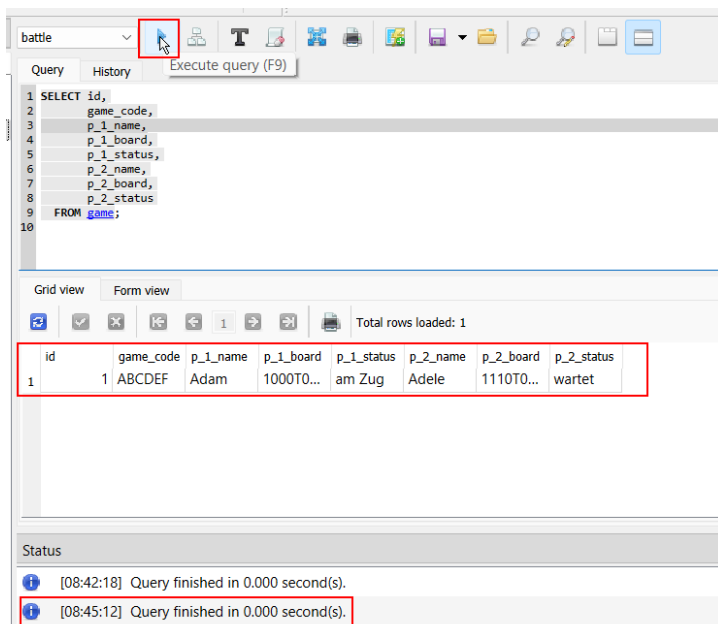 battle
T
Execute query (F9)
Query History
1 SELECT id,
2 game_code,
3 p_1_name,
4 p_1_board,
5 p_1_status,
6 p_2_name,
7 p_2_board,
8 p_2_status
9 FROM game;
10
Grid view Form view
1 Total rows loaded: 1
id game_code p_1_name p_1_board p_1_status p_2_name p_2_board p_2_status
1 1 ABCDEF Adam 1000T0... am Zug Adele 1110T0... wartet
Status
[08:42:18] Query finished in 0.000 second(s).
[08:45:12] Query finished in 0.000 second(s).